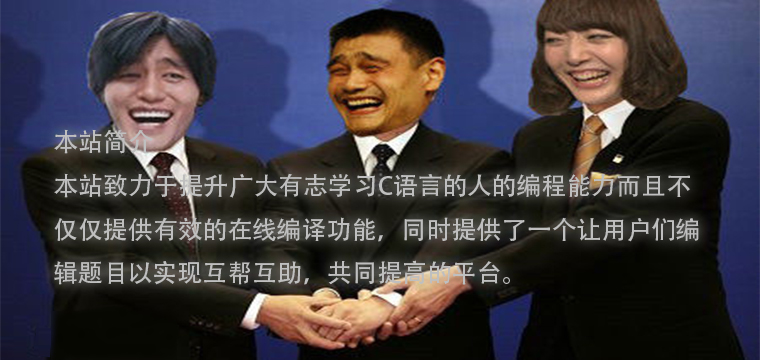 本站简介
本站致力于提升广大有志学习C语言的人的编程能力而且不
仅仅提供有效的在线编译功能，同时提供了一个让用户们编
辑题目以实现互帮互助，共同提高的平台。